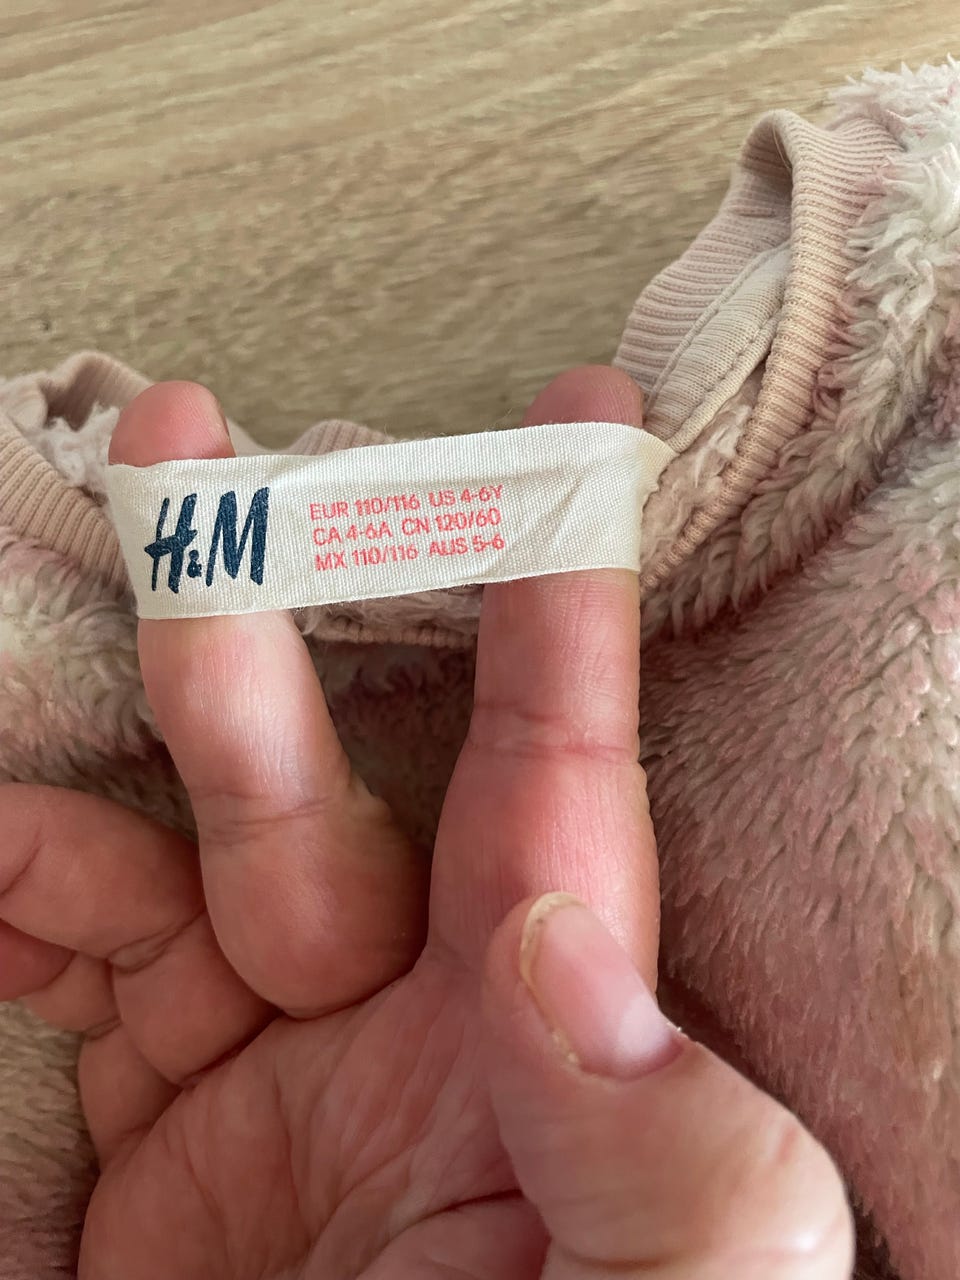 H&M
EUR 110/116 US 4-6Y
CA 4-6A CN 120/60
MX 110/116 AUS 5-6